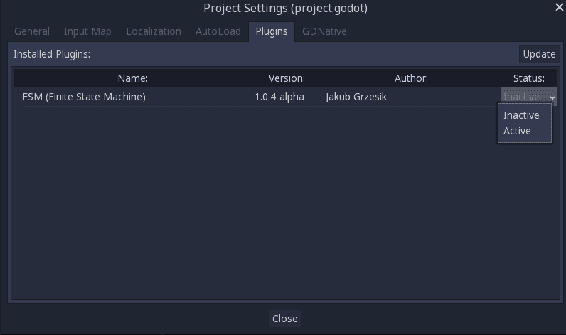 Project Settings (project.godot)
General Input Map Localization AutoLoad Plugins GDNative
Installed Plugins: Update
Name: Version Author Status:
FSM (Finite State Machine) 1.0.4-alpha Jakub Grzesik Inactive
Inactive
Active
Close